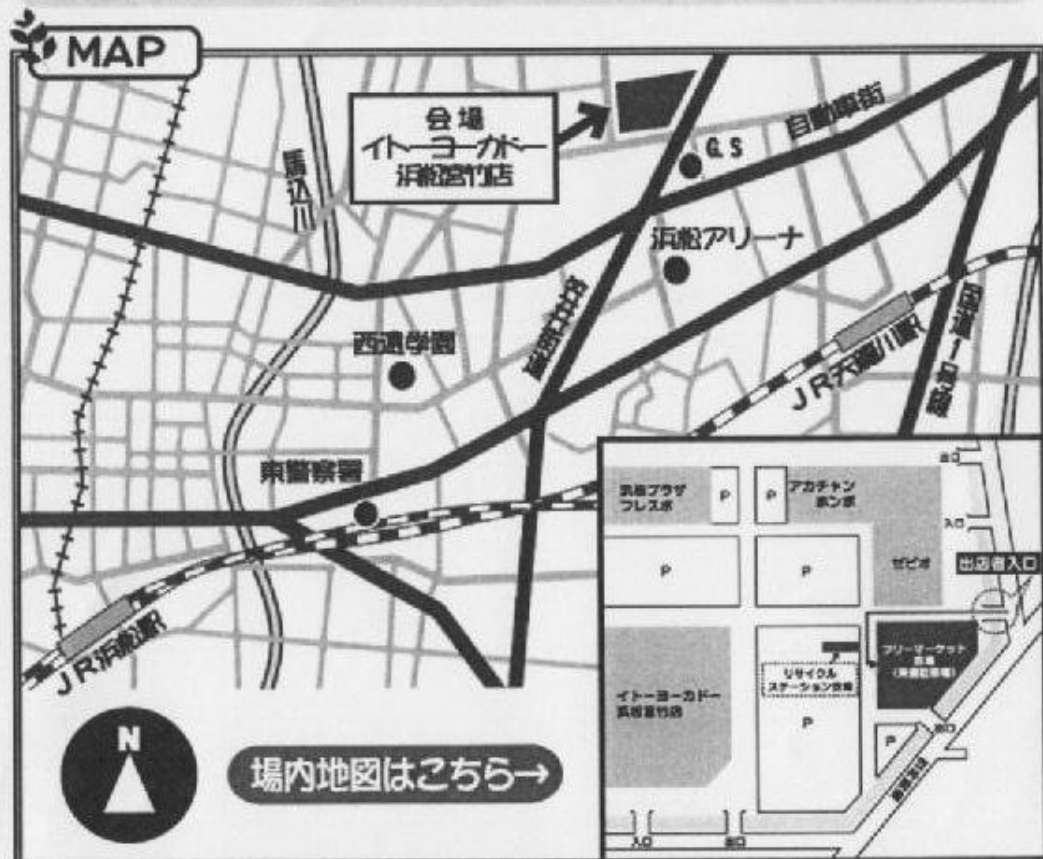 MAP
会場
イトーヨーカドー
浜松宮竹店
自動車街
G.S
馬込川
浜松アリーナ
西遠学園
JR天竜川駅
東警察署
JR浜松駅
N
場内地図はこちら→
浜松プラザ
フレスポ
P
P
アカチャン
ホンポ
出口
入口
P
P
ゼビオ
出店者入口
フリーマーケット
会場
リサイクル
ステーション会場
イトーヨーカドー
浜松宮竹店
P
P
出口
入口
出口